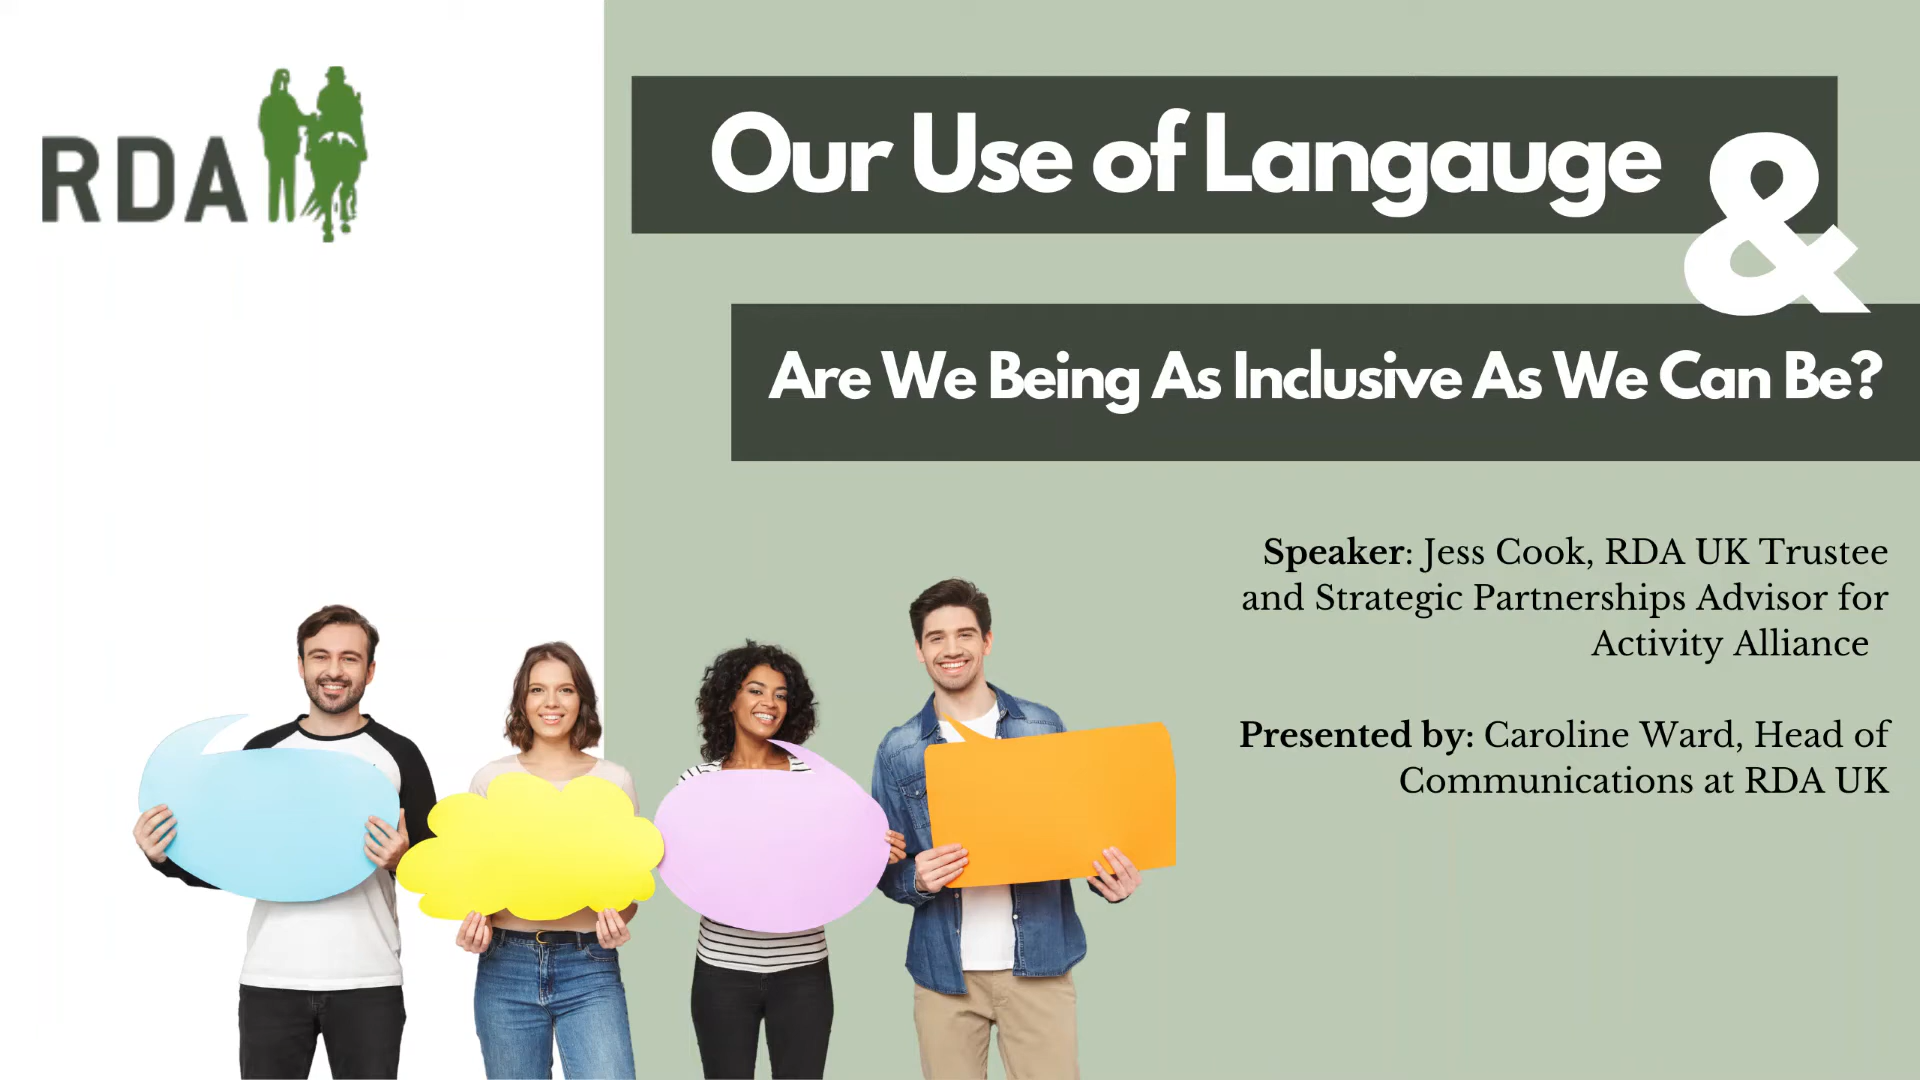 RDA
Our Use of Langauge
&
Are We Being As Inclusive As We Can Be?
Speaker: Jess Cook, RDA UK Trustee
and Strategic Partnerships Advisor for
Activity Alliance
Presented by: Caroline Ward, Head of
Communications at RDA UK